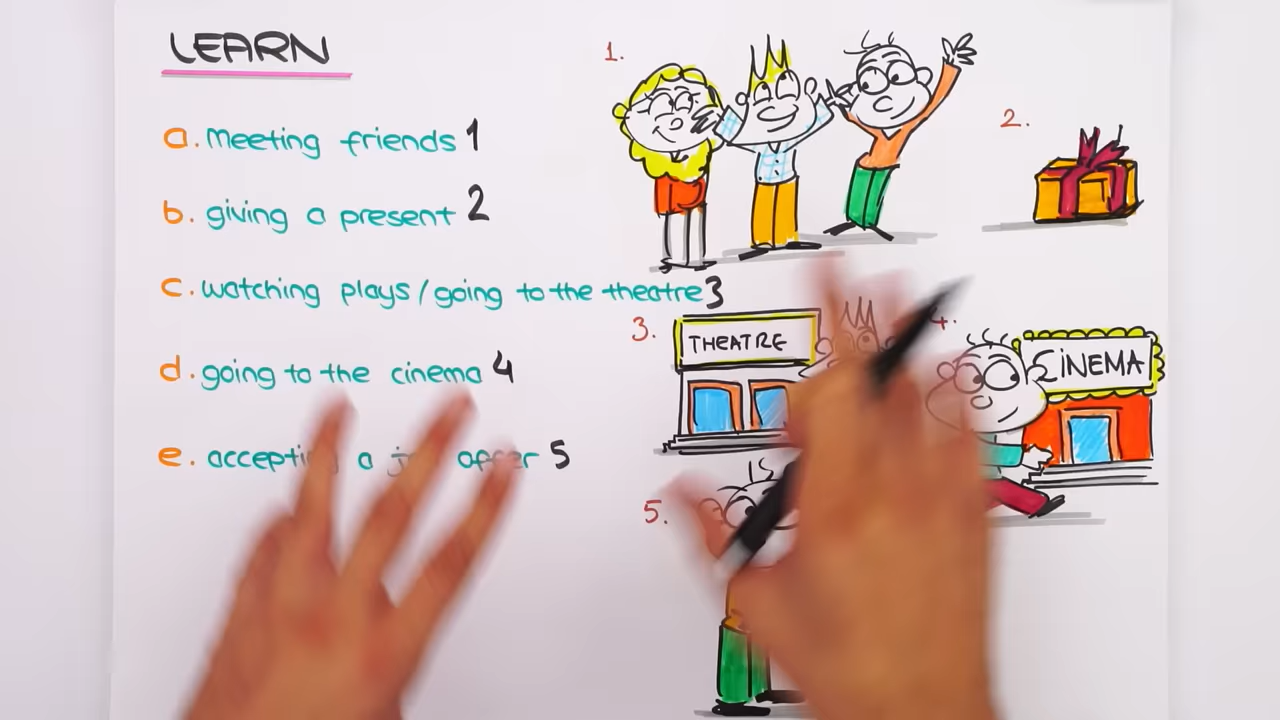 LEARN
a. meeting friends 1
b. giving a present 2
c. watching plays/going to the theatre 3
d. going to the cinema 4
e. a offer 5
1.
2.
3.
THEATRE
4.
CINEMA
5.